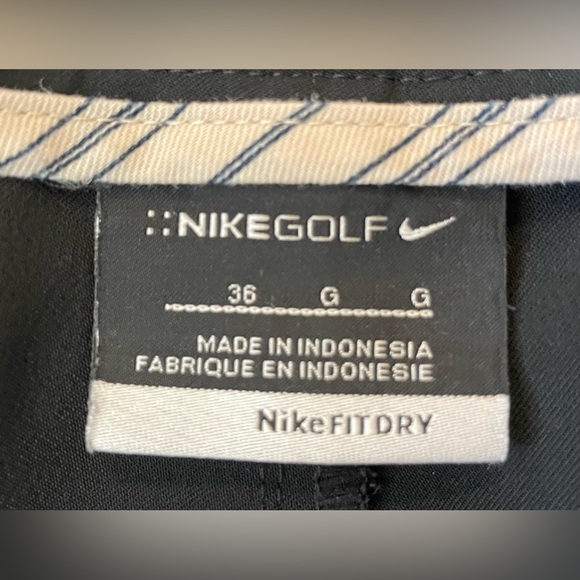 ::NIKEGOLF
36 G G
MADE IN INDONESIA
FABRIQUE EN INDONESIE
NikeFITDRY